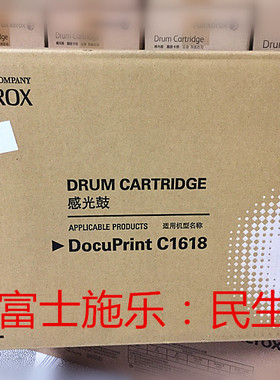 Drum Cartridge
Drum Cartridge
COMPANY
ROX
DRUM CARTRIDGE
感光鼓
APPLICABLE PRODUCTS 适用机型名称
►DocuPrint C1618
富士施乐：民生